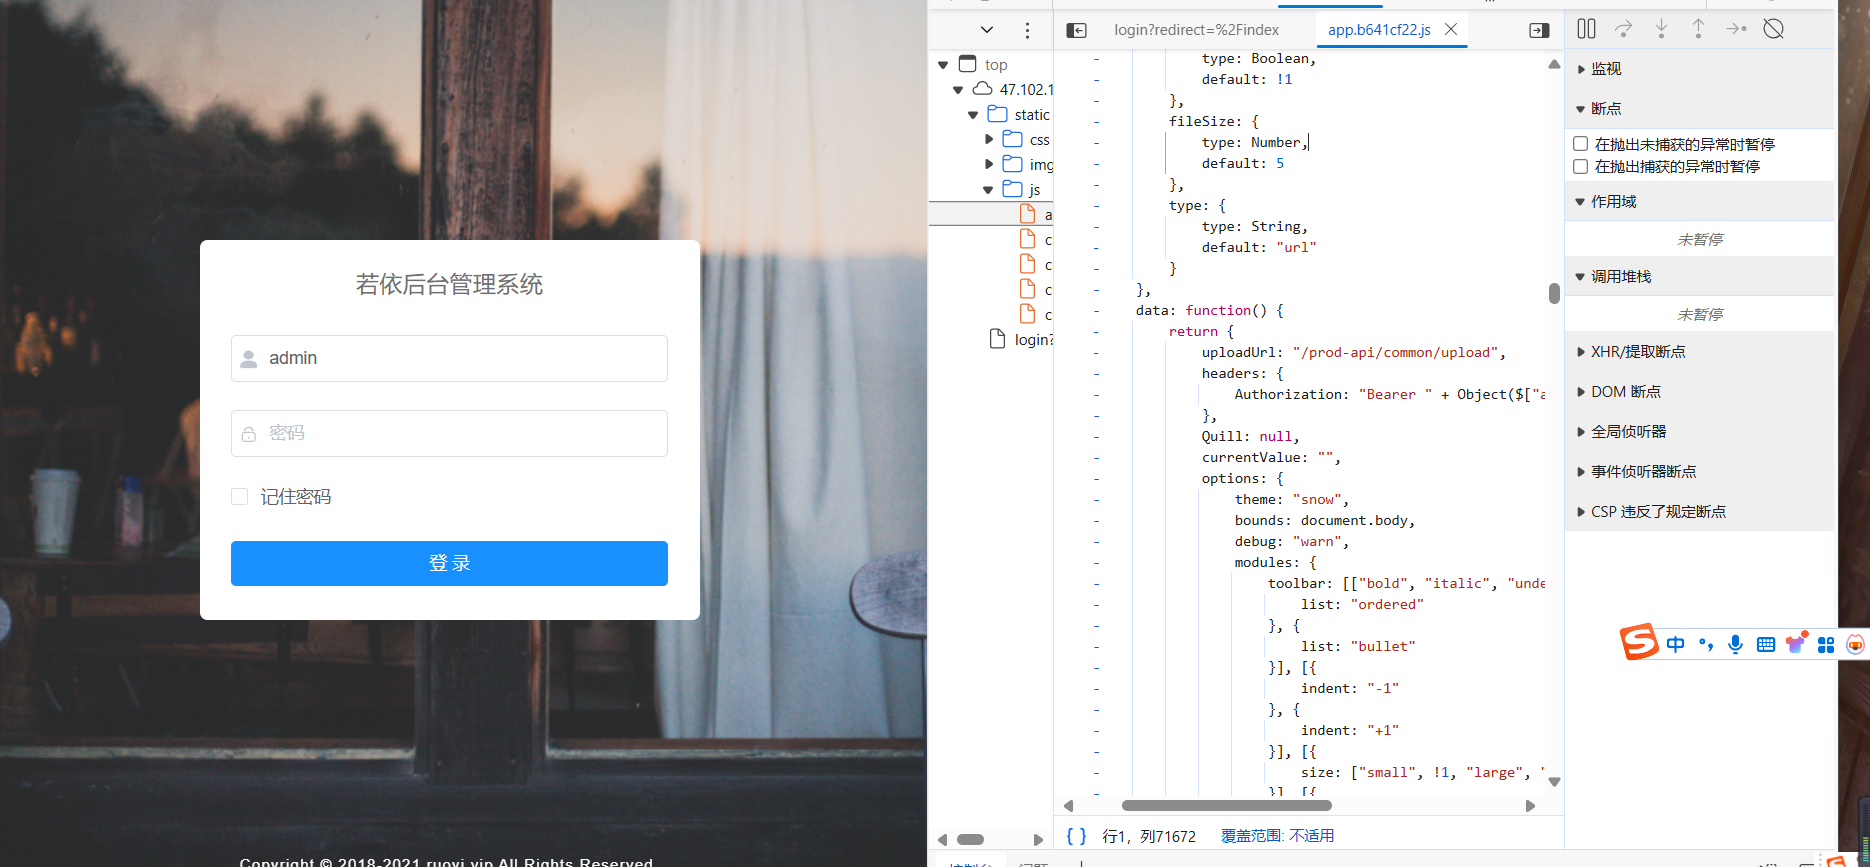 若依后台管理系统
admin
密码
记住密码
登 录
Copyright © 2018-2021 ruoyi.vip All Rights Reserved.
top
47.102.1
static
css
img
js
a
c
c
c
c
login?
login?redirect=%2Findex
app.b641cf22.js
type: Boolean,
default: !1
},
fileSize: {
type: Number,
default: 5
},
type: {
type: String,
default: "url"
}
},
data: function() {
return {
uploadUrl: "/prod-api/common/upload",
headers: {
Authorization: "Bearer " + Object($["a
},
Quill: null,
currentValue: "",
options: {
theme: "snow",
bounds: document.body,
debug: "warn",
modules: {
toolbar: [["bold", "italic", "unde
list: "ordered"
}, {
list: "bullet"
}], [{
indent: "-1"
}, {
indent: "+1"
}], [{
size: ["small", !1, "large", "
}], [{
{ } 行1，列71672 覆盖范围: 不适用
监视
断点
在抛出未捕获的异常时暂停
在抛出捕获的异常时暂停
作用域
未暂停
调用堆栈
未暂停
XHR/提取断点
DOM 断点
全局侦听器
事件侦听器断点
CSP 违反了规定断点
中